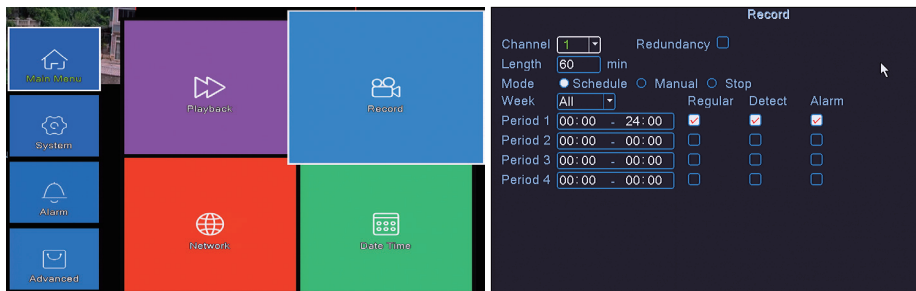 Main Menu
System
Alarm
Advanced
Playback
Record
Network
Date Time
Record
Channel 1 Redundancy
Length 60 min
Mode Schedule Manual Stop
Week All Regular Detect Alarm
Period 1 00:00 - 24:00
Period 2 00:00 - 00:00
Period 3 00:00 - 00:00
Period 4 00:00 - 00:00